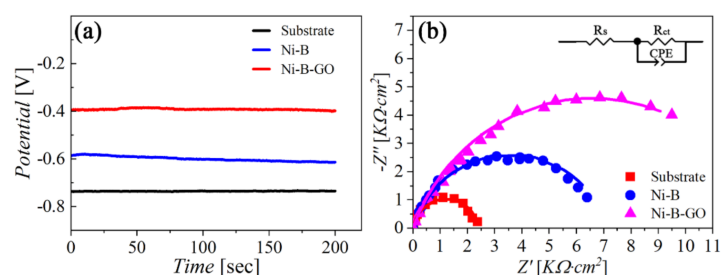 (a)
Substrate
Ni-B
Ni-B-GO
Potential [V]
-0.2
-0.4
-0.6
-0.8
0 50 100 150 200
Time [sec]
(b)
Rs
Rct
CPE
-Z'' [KΩ·cm²]
7
6
5
4
3
2
1
0
Substrate
Ni-B
Ni-B-GO
0 1 2 3 4 5 6 7 8 9 10 11
Z' [KΩ·cm²]